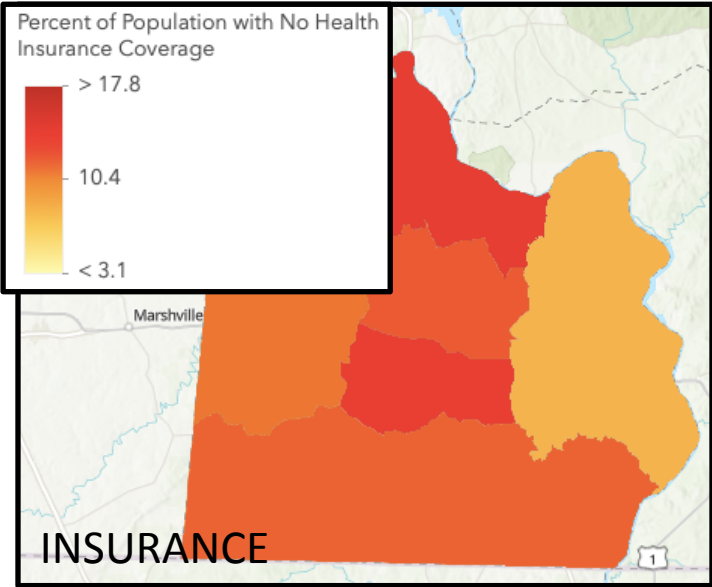 Percent of Population with No Health
Insurance Coverage
> 17.8
10.4
< 3.1
Marshville
INSURANCE
1